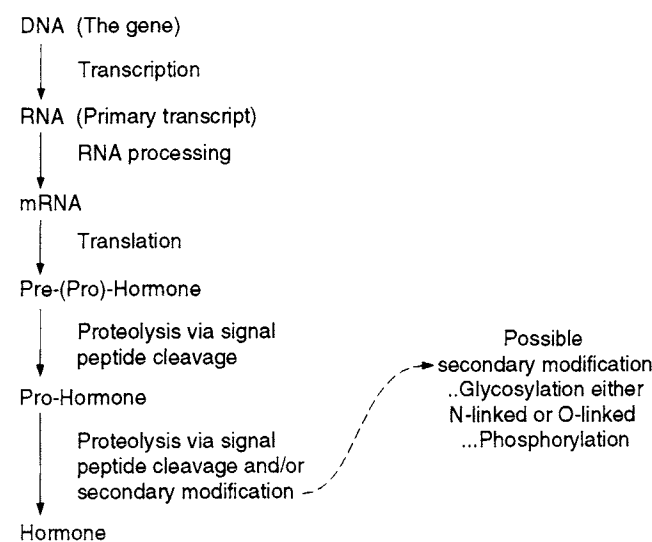 DNA (The gene)
Transcription
RNA (Primary transcript)
RNA processing
mRNA
Translation
Pre-(Pro)-Hormone
Proteolysis via signal
peptide cleavage
Pro-Hormone
Proteolysis via signal
peptide cleavage and/or
secondary modification
Hormone
Possible
secondary modification
..Glycosylation either
N-linked or O-linked
...Phosphorylation